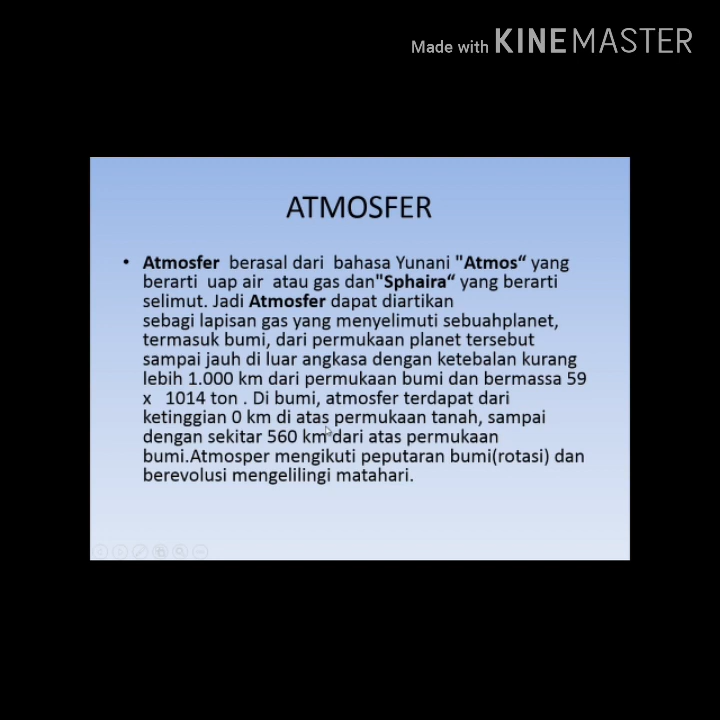 Made with KINEMASTER
ATMOSFER
• Atmosfer berasal dari bahasa Yunani "Atmos“ yang
berarti uap air atau gas dan"Sphaira“ yang berarti
selimut. Jadi Atmosfer dapat diartikan
sebagi lapisan gas yang menyelimuti sebuahplanet,
termasuk bumi, dari permukaan planet tersebut
sampai jauh di luar angkasa dengan ketebalan kurang
lebih 1.000 km dari permukaan bumi dan bermassa 59
x 1014 ton . Di bumi, atmosfer terdapat dari
ketinggian 0 km di atas permukaan tanah, sampai
dengan sekitar 560 km dari atas permukaan
bumi.Atmosper mengikuti peputaran bumi(rotasi) dan
berevolusi mengelilingi matahari.